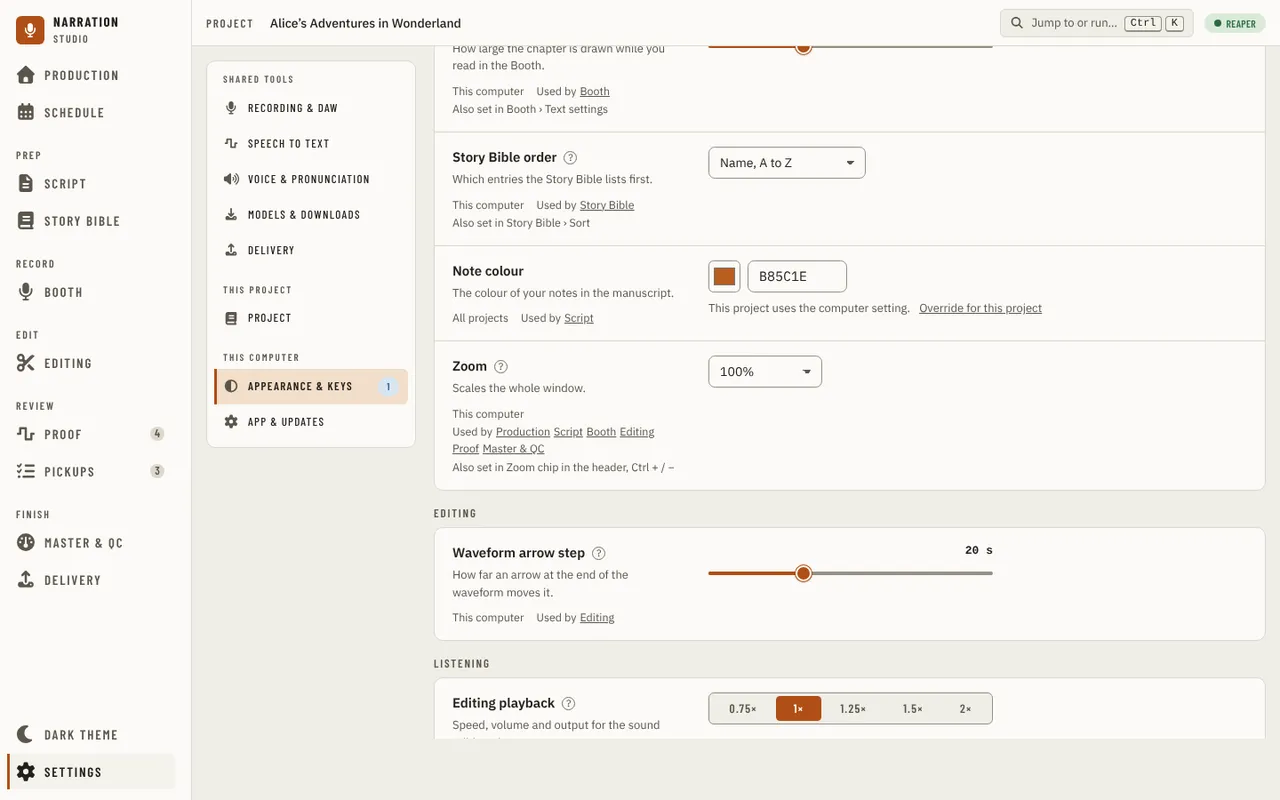 NARRATION
STUDIO
PRODUCTION
SCHEDULE
PREP
SCRIPT
STORY BIBLE
RECORD
BOOTH
EDIT
EDITING
REVIEW
PROOF 4
PICKUPS 3
FINISH
MASTER & QC
DELIVERY
DARK THEME
SETTINGS
PROJECT Alice's Adventures in Wonderland
Jump to or run... Ctrl K
REAPER
SHARED TOOLS
RECORDING & DAW
SPEECH TO TEXT
VOICE & PRONUNCIATION
MODELS & DOWNLOADS
DELIVERY
THIS PROJECT
PROJECT
THIS COMPUTER
APPEARANCE & KEYS 1
APP & UPDATES
How large the chapter is drawn while you
read in the Booth.
This computer Used by Booth
Also set in Booth › Text settings
Story Bible order ?
Name, A to Z
Which entries the Story Bible lists first.
This computer Used by Story Bible
Also set in Story Bible › Sort
Note colour
B85C1E
The colour of your notes in the manuscript.
This project uses the computer setting. Override for this project
All projects Used by Script
Zoom ?
100%
Scales the whole window.
This computer
Used by Production Script Booth Editing
Proof Master & QC
Also set in Zoom chip in the header, Ctrl + / −
EDITING
Waveform arrow step ?
20 s
How far an arrow at the end of the
waveform moves it.
This computer Used by Editing
LISTENING
Editing playback ?
0.75× 1× 1.25× 1.5× 2×
Speed, volume and output for the sound